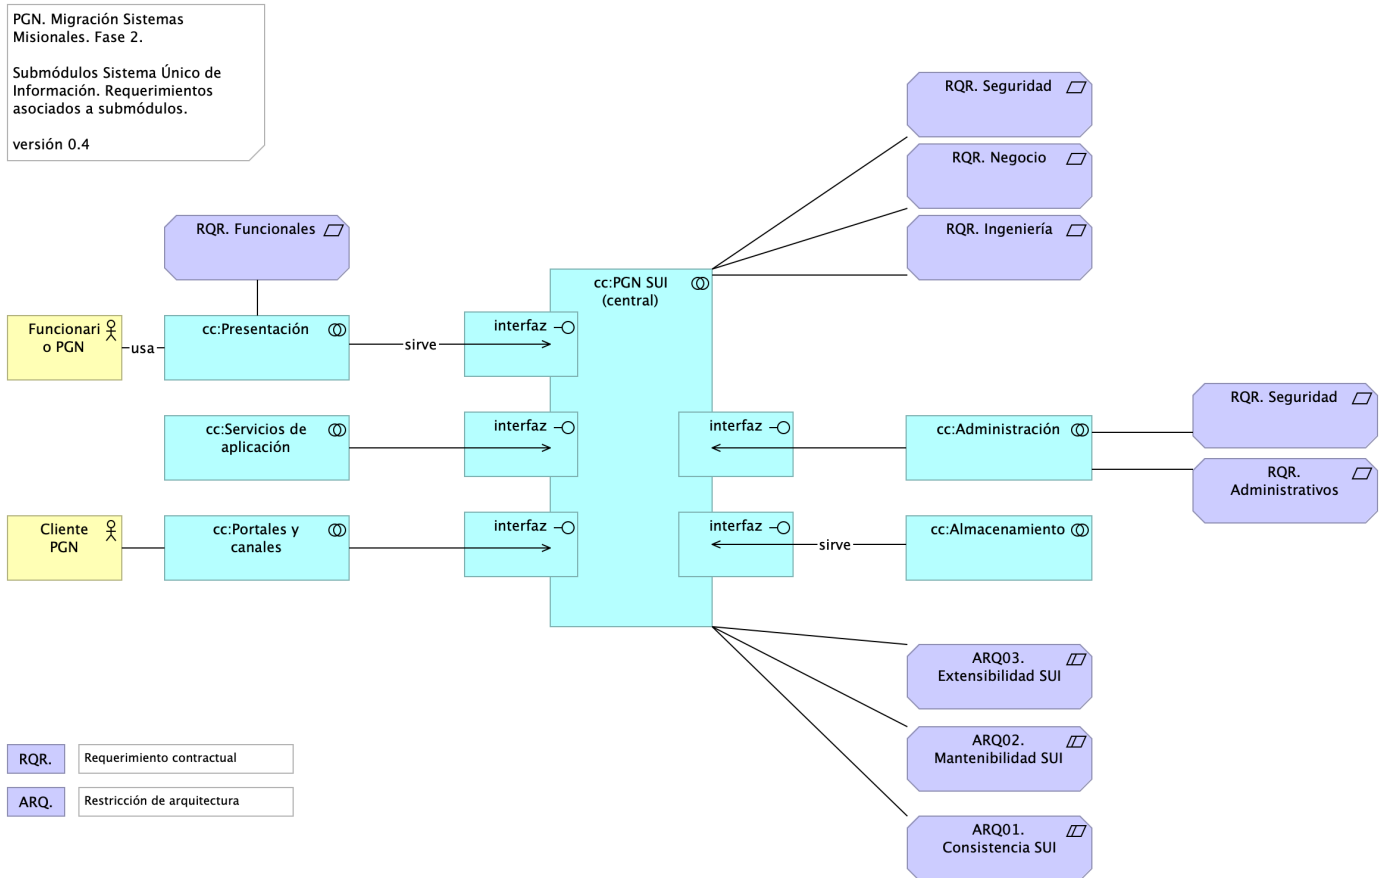 PGN. Migración Sistemas
Misionales. Fase 2.
Submódulos Sistema Único de
Información. Requerimientos
asociados a submódulos.
versión 0.4
RQR. Seguridad
RQR. Negocio
RQR. Ingeniería
RQR. Funcionales
cc:PGN SUI
(central)
Funcionari
o PGN
usa
cc:Presentación
sirve
interfaz
cc:Servicios de
aplicación
interfaz
interfaz
cc:Administración
RQR. Seguridad
RQR.
Administrativos
Cliente
PGN
cc:Portales y
canales
interfaz
interfaz
sirve
cc:Almacenamiento
ARQ03.
Extensibilidad SUI
ARQ02.
Mantenibilidad SUI
ARQ01.
Consistencia SUI
RQR.
Requerimiento contractual
ARQ.
Restricción de arquitectura